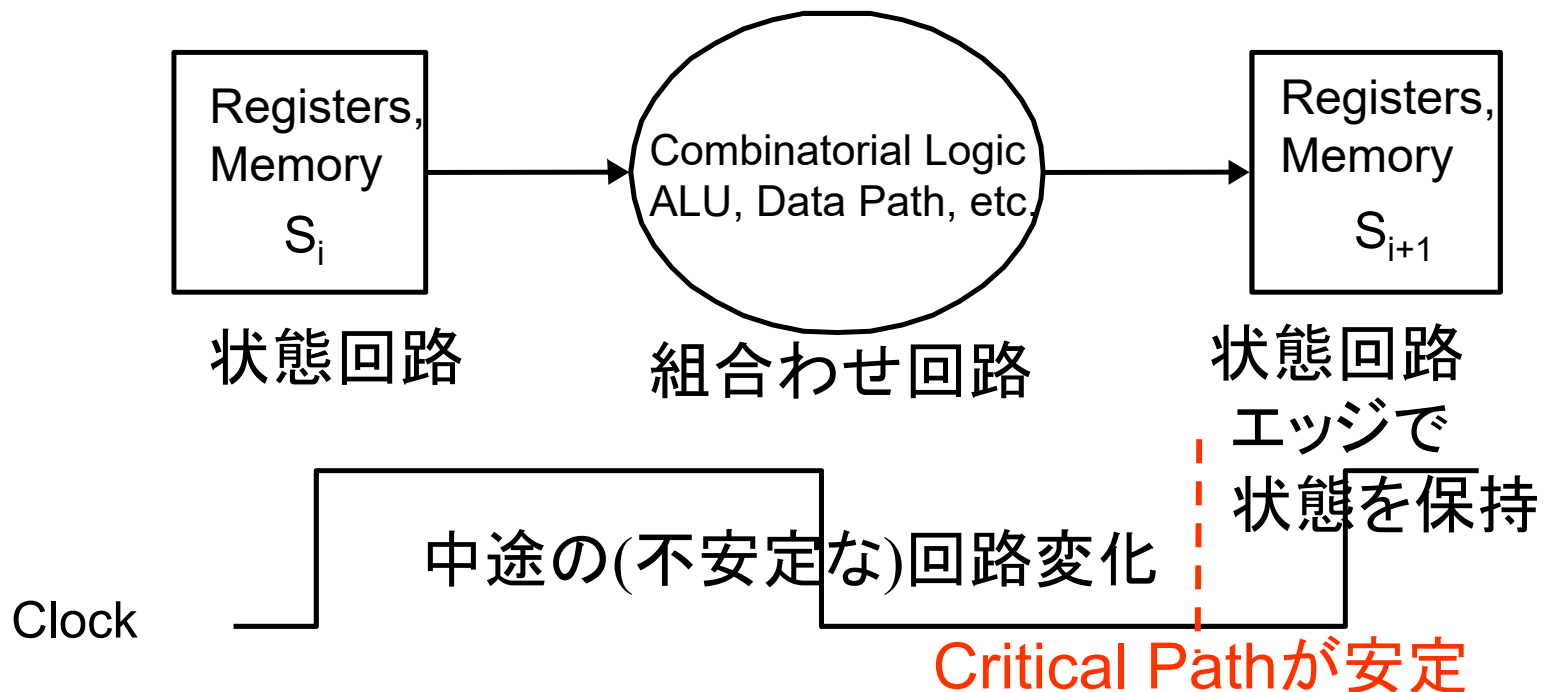 Registers,
Memory
Si
Combinatorial Logic
ALU, Data Path, etc.
Registers,
Memory
Si+1
状態回路
組合わせ回路
状態回路
エッジで
状態を保持
中途の(不安定な)回路変化
Clock
Critical Pathが安定